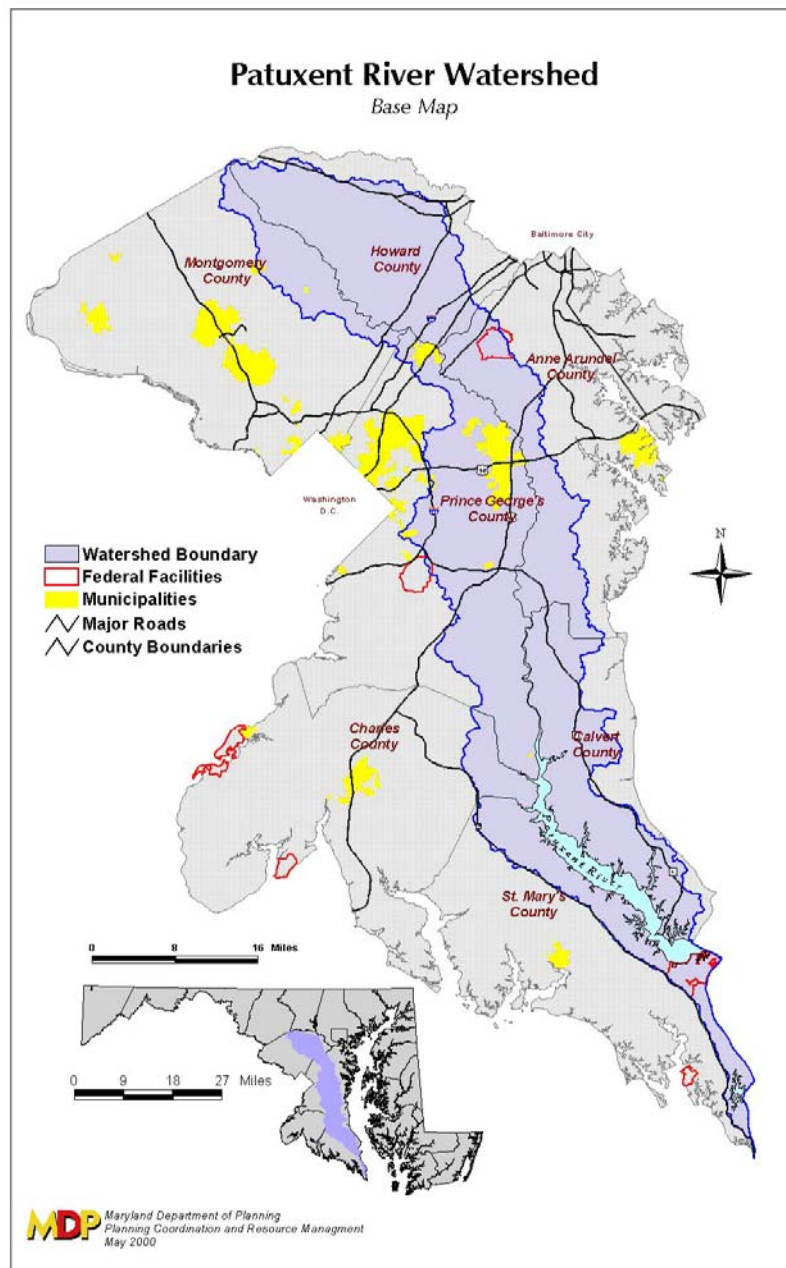 Patuxent River Watershed
Base Map
Baltimore City
Howard
County
Montgomery
County
Anne Arundel
County
Prince George's
County
Washington
D.C.
N
Watershed Boundary
Federal Facilities
Municipalities
Major Roads
County Boundaries
Charles
County
Calvert
County
Patuxent River
St. Mary's
County
0 8 16 Miles
0 9 18 27 Miles
MDP
Maryland Department of Planning
Planning Coordination and Resource Managment
May 2000